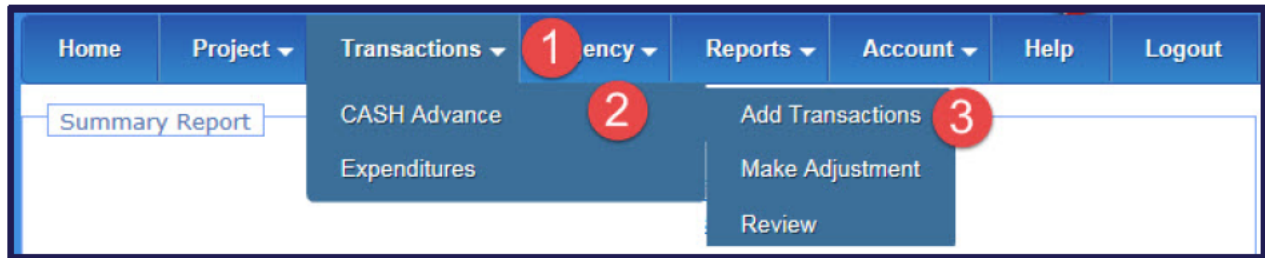 Home Project Transactions 1 ency Reports Account Help Logout
Summary Report CASH Advance 2 Add Transactions 3
Expenditures Make Adjustment
Review